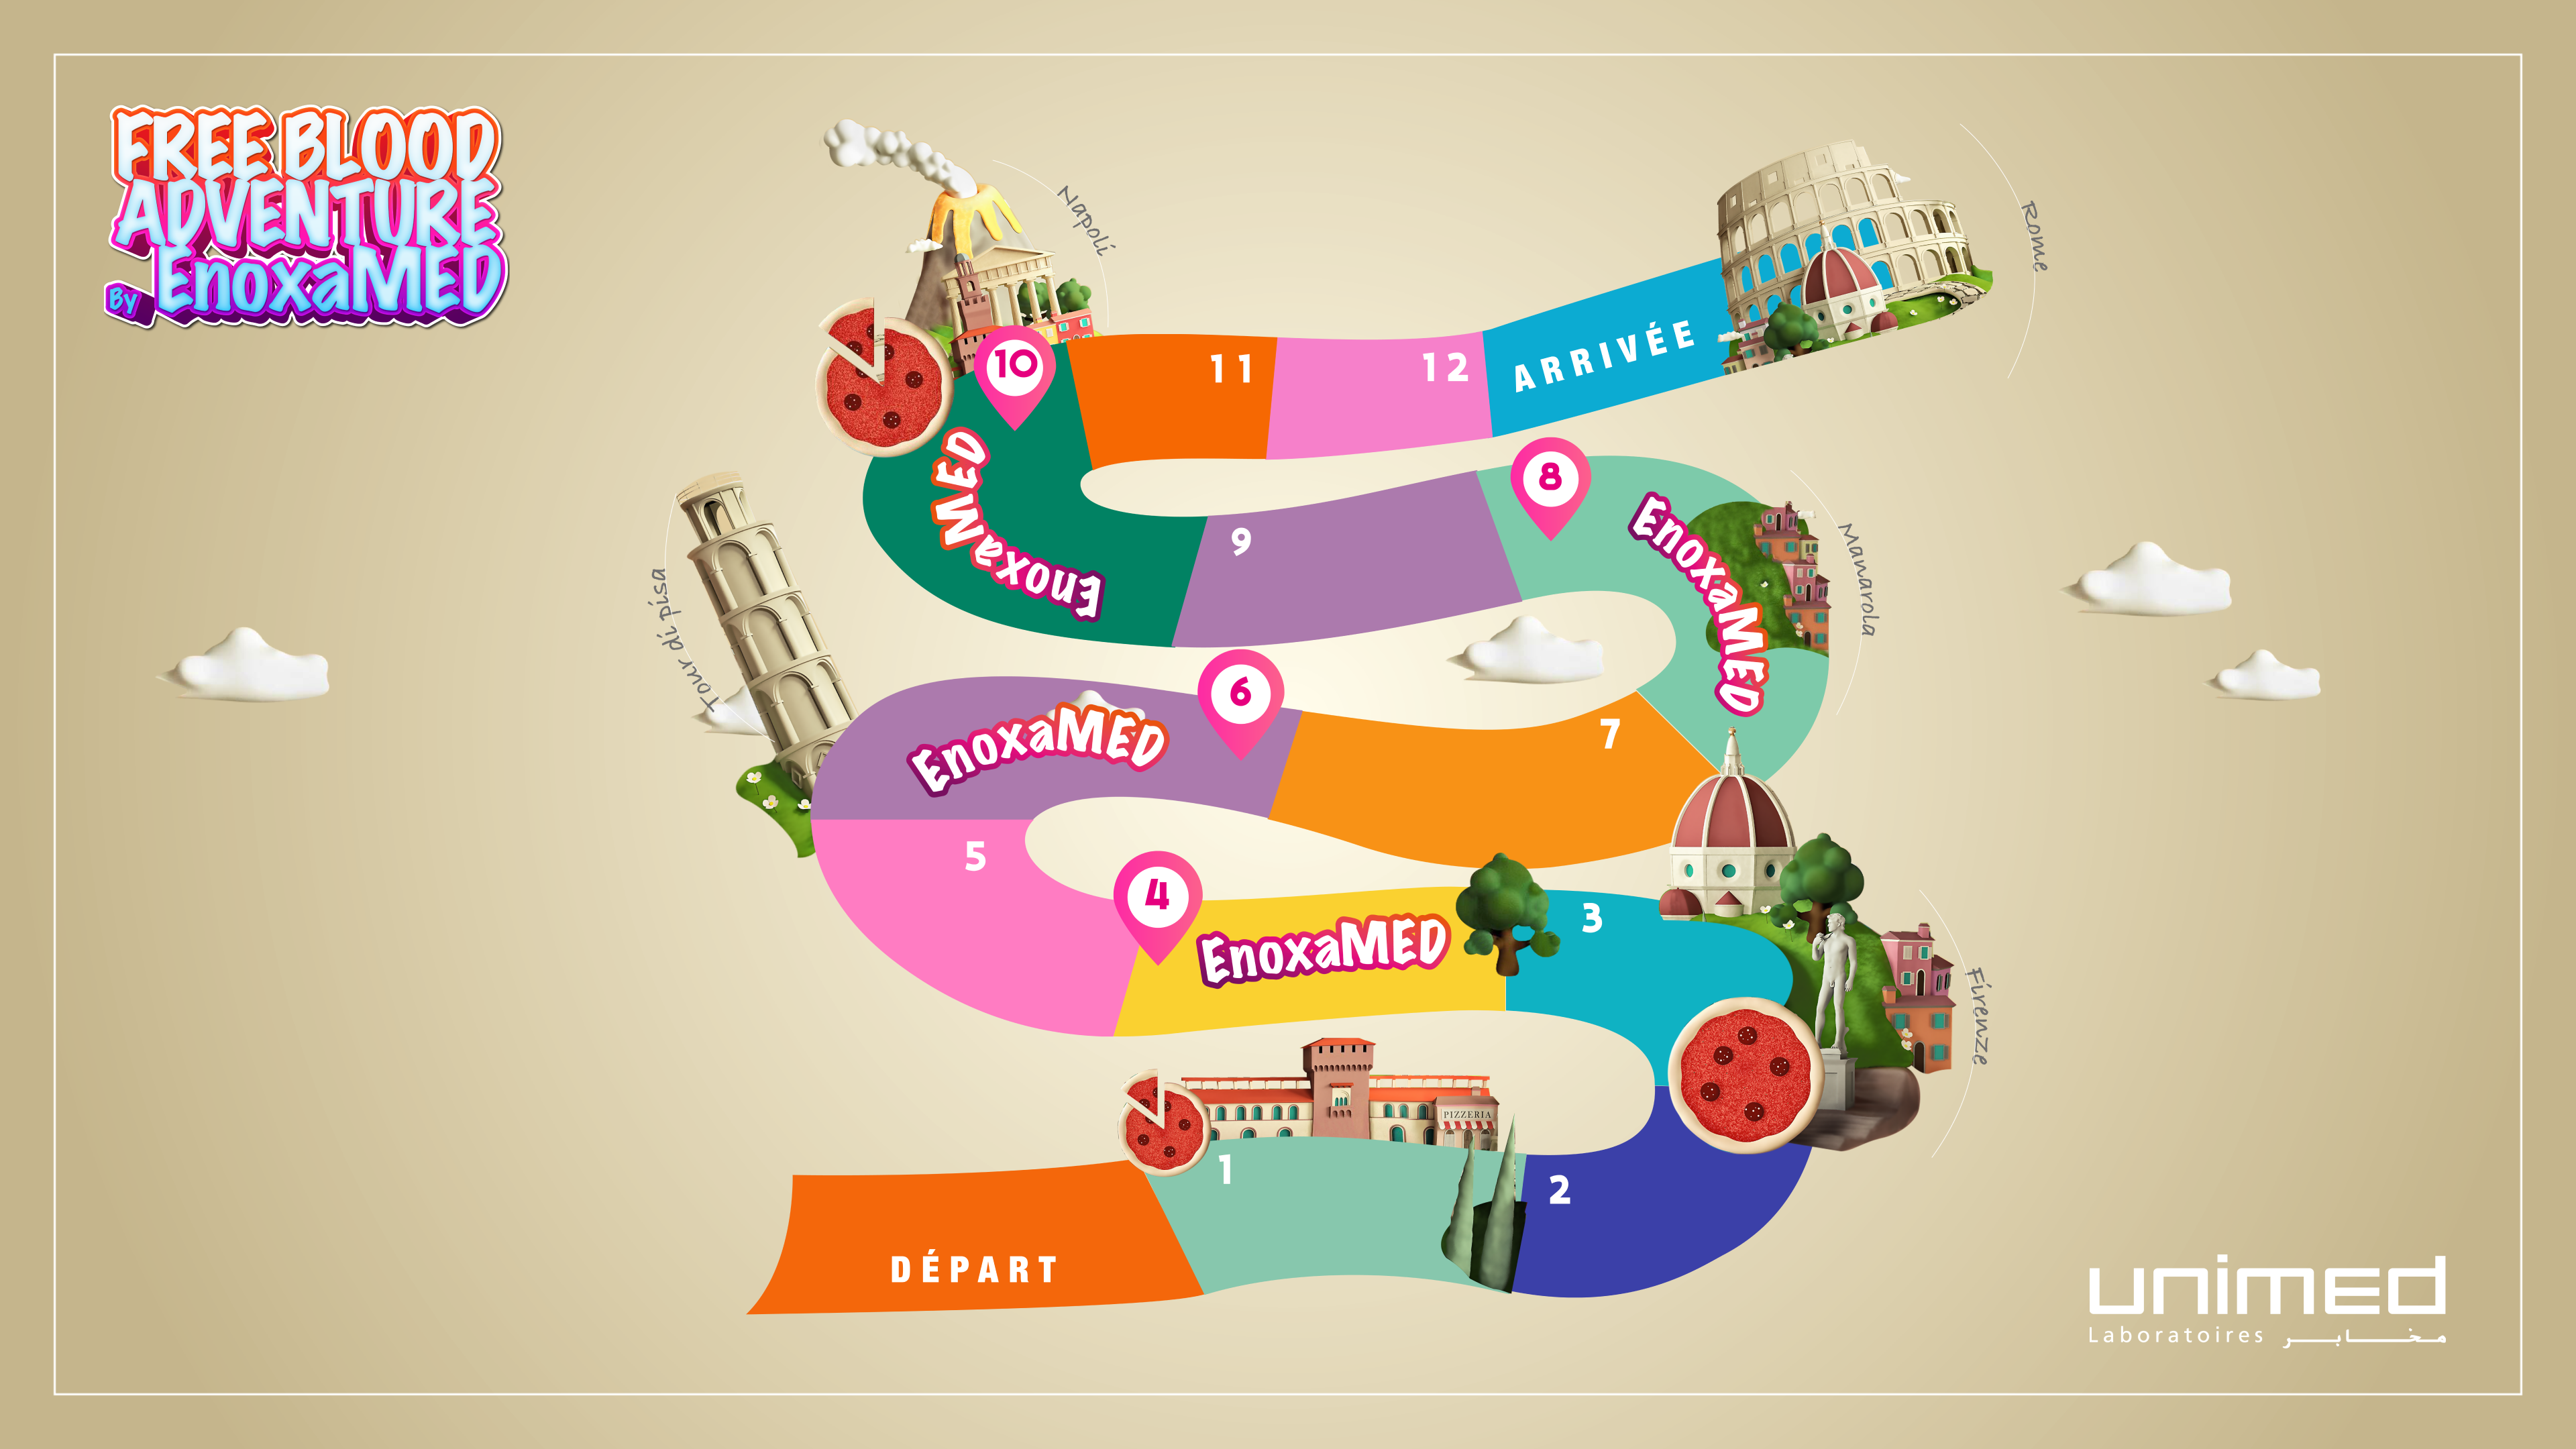 FREE BLOOD
ADVENTURE
By EnoxaMED
Napoli
Rome
10
11
12
ARRIVÉE
EnoxaMED
9
8
EnoxaMED
Manarola
Tour di pisa
EnoxaMED
6
7
5
4
EnoxaMED
3
Firenze
PIZZERIA
1
2
DÉPART
unimed
Laboratoires مخابر